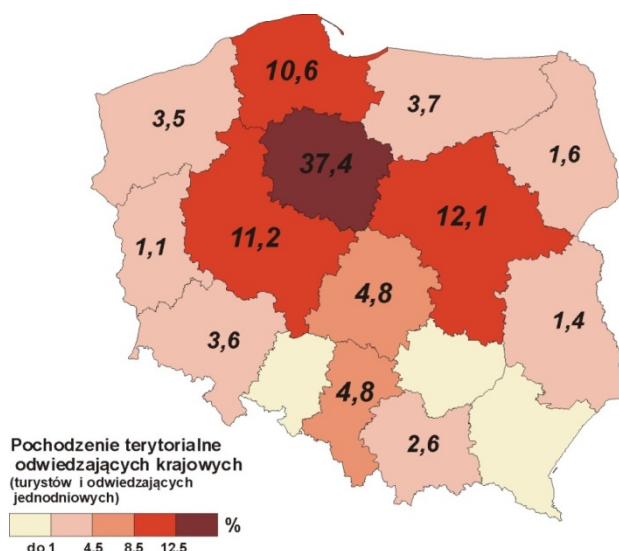 10,6
3,5
3,7
1,6
37,4
12,1
11,2
1,1
4,8
1,4
3,6
4,8
2,6
Pochodzenie terytorialne
odwiedzających krajowych
(turystów i odwiedzających
jednodniowych)
%
do 1 4.5 8.5 12.5